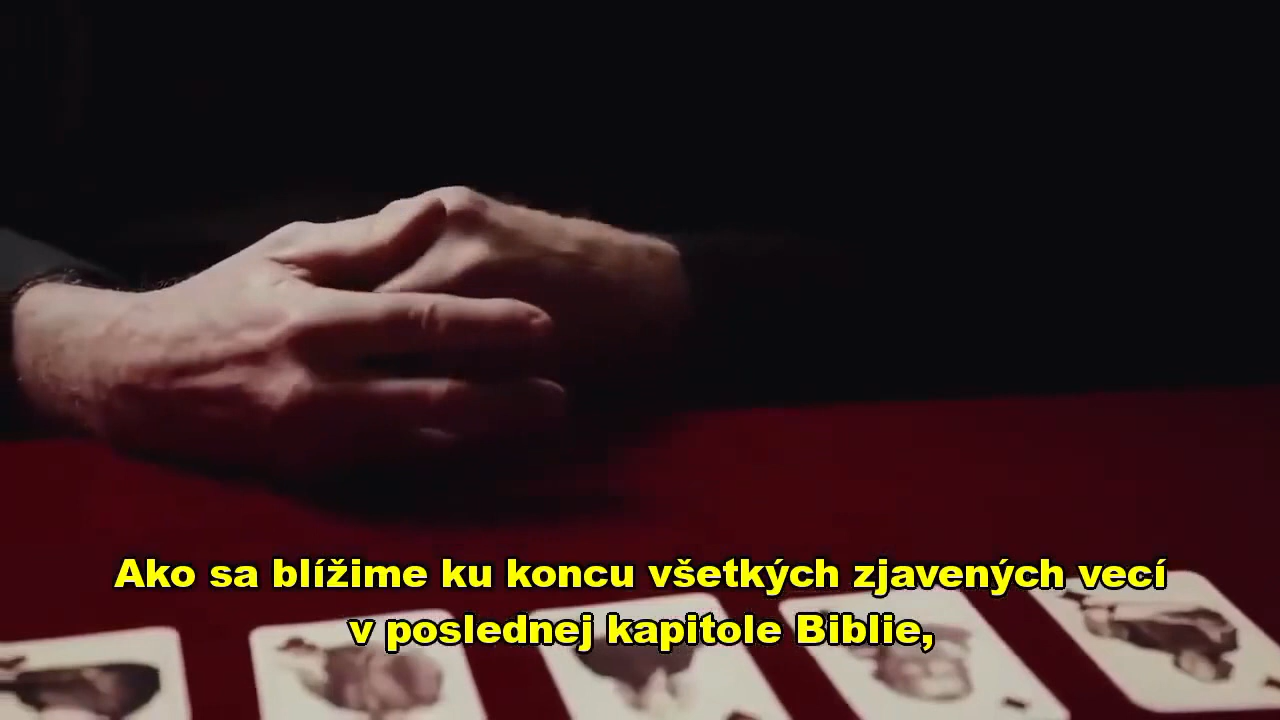 Ako sa blížime ku koncu všetkých zjavených vecí
v poslednej kapitole Biblie,